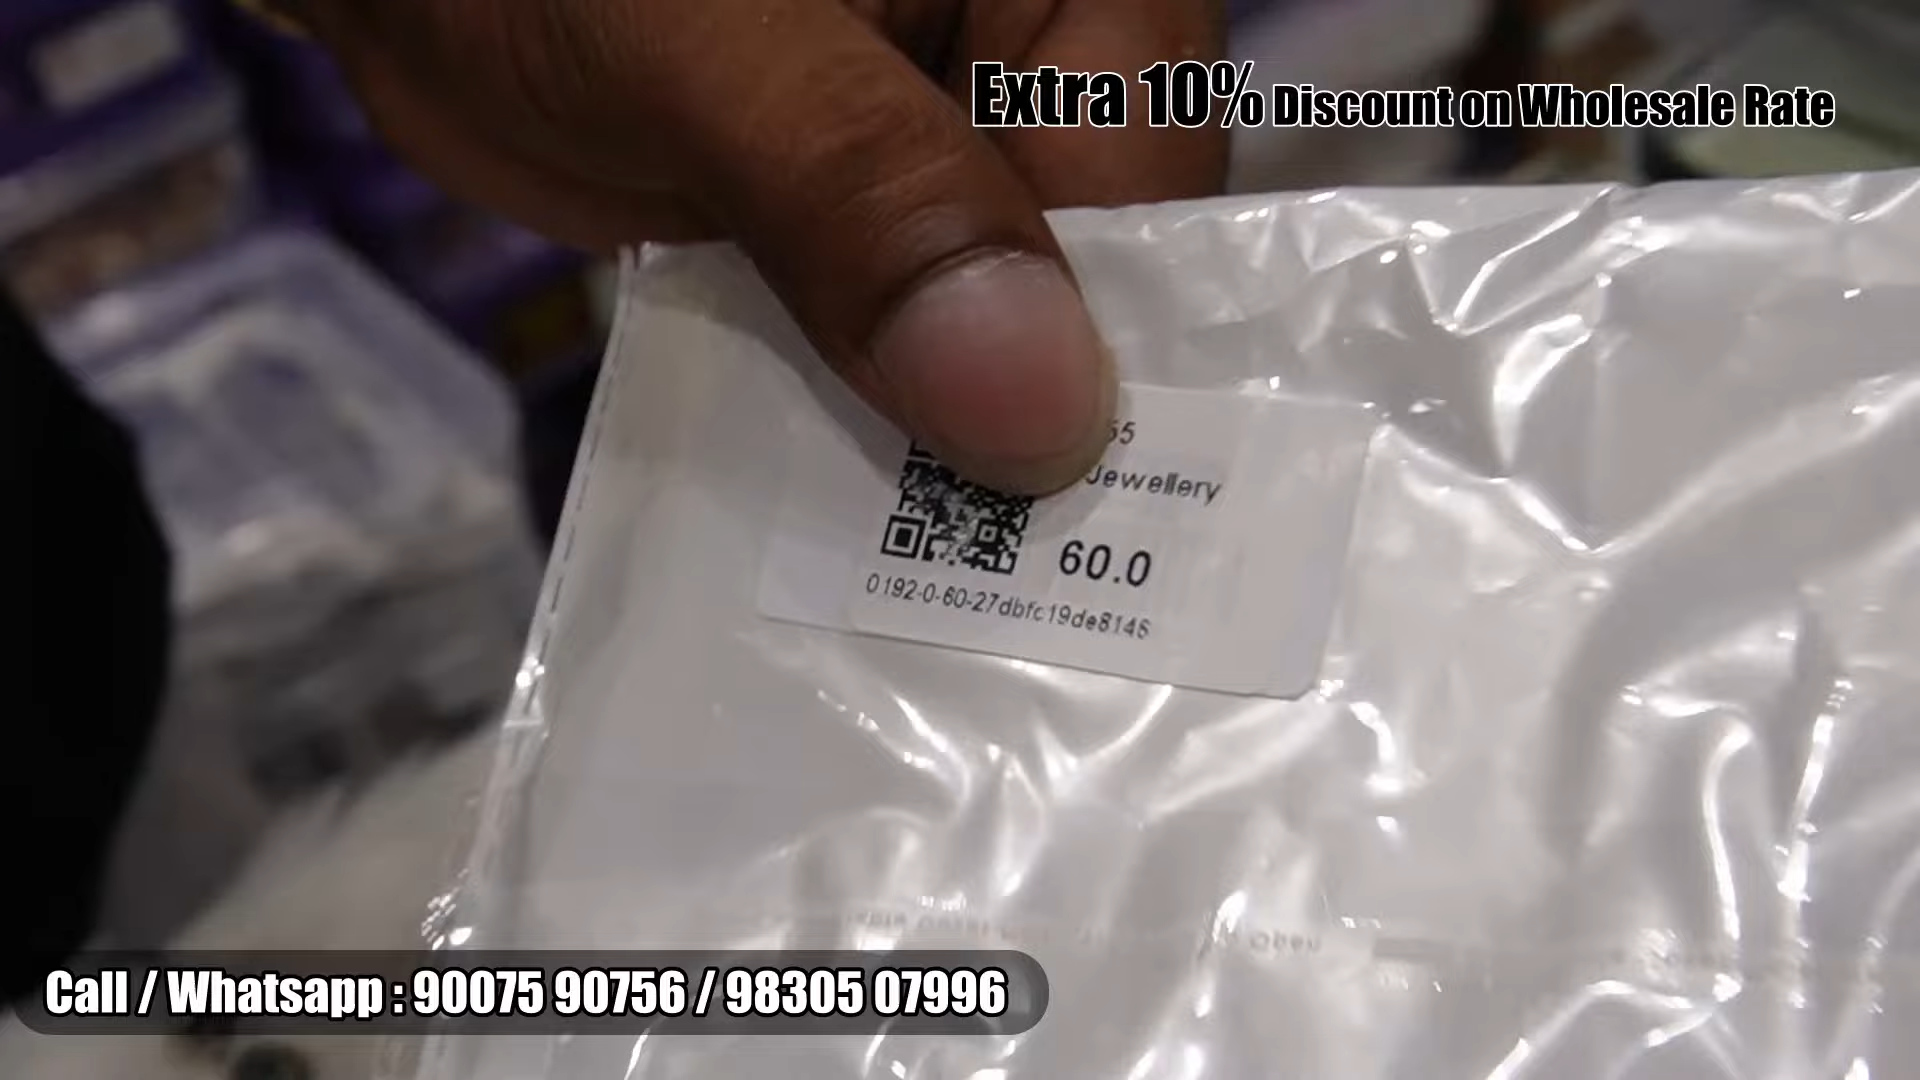 Extra 10% Discount on Wholesale Rate
55
Jewellery
60.0
0192-0-60-27dbfc19de8146
Open
Call / Whatsapp : 90075 90756 / 98305 07996